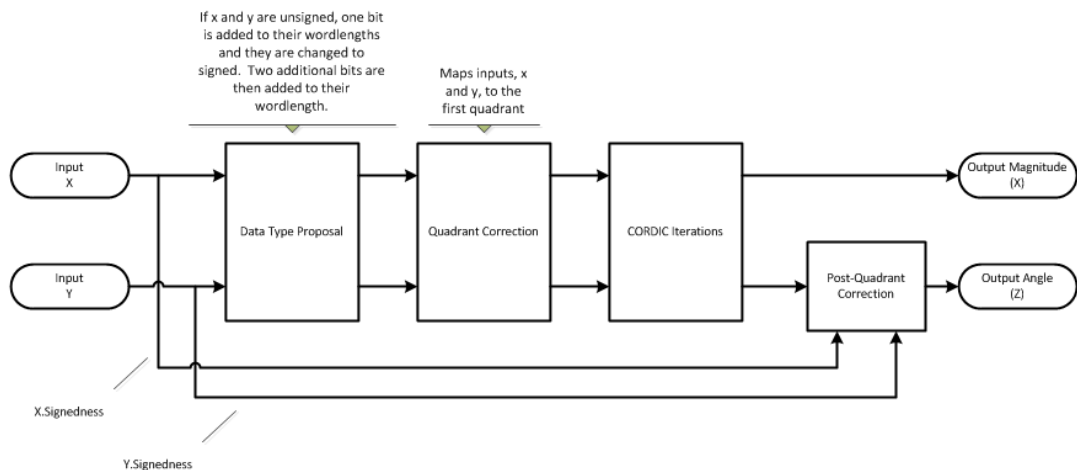 If x and y are unsigned, one bit
is added to their wordlengths
and they are changed to
signed. Two additional bits are
then added to their
wordlength.
Maps inputs, x
and y, to the
first quadrant
Input
X
Data Type Proposal
Quadrant Correction
CORDIC Iterations
Output Magnitude
(X)
Input
Y
Post-Quadrant
Correction
Output Angle
(Z)
X.Signedness
Y.Signedness